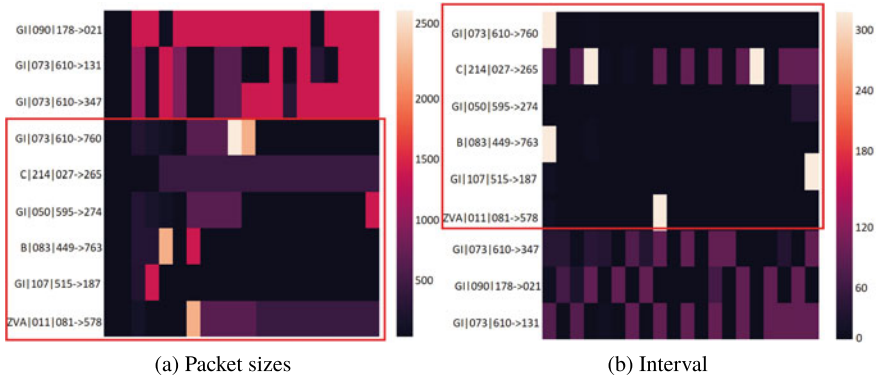 GI|090|178->021
GI|073|610->131
GI|073|610->347
GI|073|610->760
C|214|027->265
GI|050|595->274
B|083|449->763
GI|107|515->187
ZVA|011|081->578
2500
2000
1500
1000
500
(a) Packet sizes
GI|073|610->760
C|214|027->265
GI|050|595->274
B|083|449->763
GI|107|515->187
ZVA|011|081->578
GI|073|610->347
GI|090|178->021
GI|073|610->131
300
240
180
120
60
0
(b) Interval